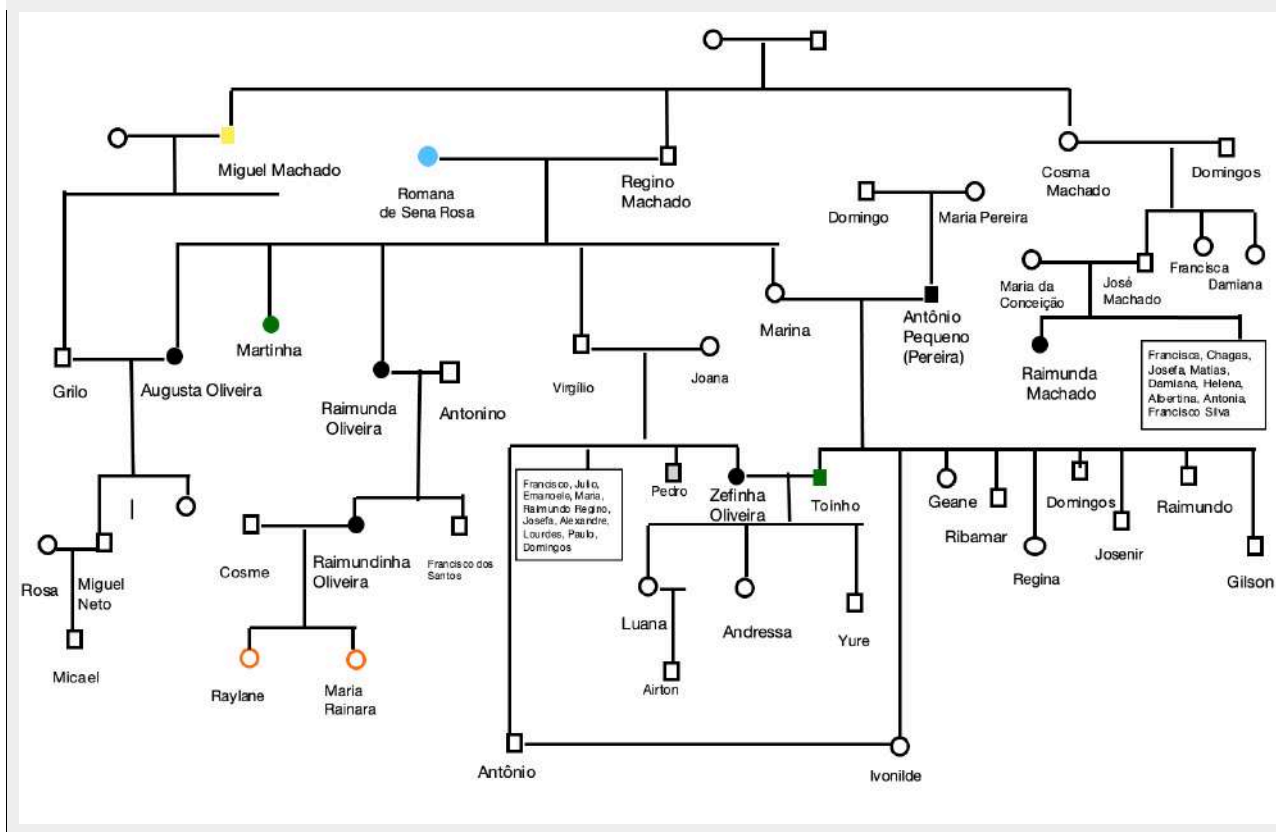 Miguel Machado
Romana
de Sena Rosa
Regino
Machado
Cosma
Machado
Domingos
Domingo
Maria Pereira
Maria da
Conceição
José
Machado
Francisca
Damiana
Grilo
Augusta Oliveira
Martinha
Raimunda
Oliveira
Antonino
Virgílio
Joana
Marina
Antônio
Pequeno
(Pereira)
Raimunda
Machado
Francisca, Chagas,
Josefa, Matias,
Damiana, Helena,
Albertina, Antonia,
Francisco Silva
Francisco, Julio,
Emanoele, Maria,
Raimundo Regino,
Josefa, Alexandre,
Lourdes, Paulo,
Domingos
Pedro
Zefinha
Oliveira
Toinho
Geane
Ribamar
Regina
Domingos
Josenir
Raimundo
Gilson
Rosa
Miguel
Neto
Micael
Cosme
Raimundinha
Oliveira
Francisco dos
Santos
Raylane
Maria
Rainara
Luana
Andressa
Yure
Airton
Antônio
Ivonilde